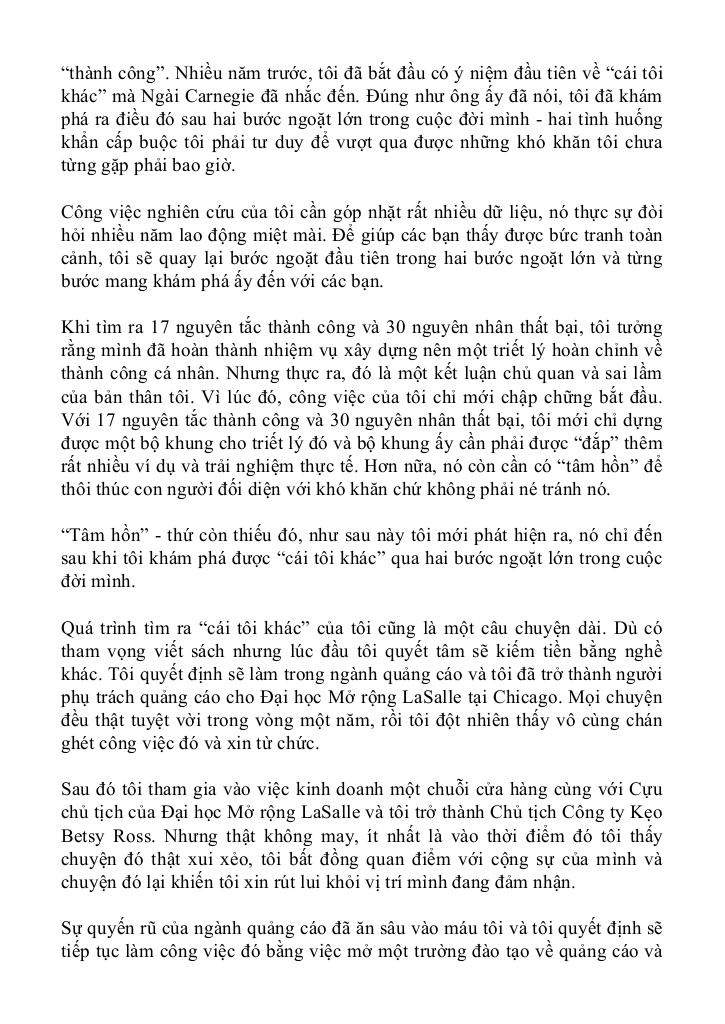 “thành công”. Nhiều năm trước, tôi đã bắt đầu có ý niệm đầu tiên về “cái tôi
khác” mà Ngài Carnegie đã nhắc đến. Đúng như ông ấy đã nói, tôi đã khám
phá ra điều đó sau hai bước ngoặt lớn trong cuộc đời mình - hai tình huống
khẩn cấp buộc tôi phải tư duy để vượt qua được những khó khăn tôi chưa
từng gặp phải bao giờ.
Công việc nghiên cứu của tôi cần góp nhặt rất nhiều dữ liệu, nó thực sự đòi
hỏi nhiều năm lao động miệt mài. Để giúp các bạn thấy được bức tranh toàn
cảnh, tôi sẽ quay lại bước ngoặt đầu tiên trong hai bước ngoặt lớn và từng
bước mang khám phá ấy đến với các bạn.
Khi tìm ra 17 nguyên tắc thành công và 30 nguyên nhân thất bại, tôi tưởng
rằng mình đã hoàn thành nhiệm vụ xây dựng nên một triết lý hoàn chỉnh về
thành công cá nhân. Nhưng thực ra, đó là một kết luận chủ quan và sai lầm
của bản thân tôi. Vì lúc đó, công việc của tôi chỉ mới chập chững bắt đầu.
Với 17 nguyên tắc thành công và 30 nguyên nhân thất bại, tôi mới chỉ dựng
được một bộ khung cho triết lý đó và bộ khung ấy cần phải được “đắp” thêm
rất nhiều ví dụ và trải nghiệm thực tế. Hơn nữa, nó còn cần có “tâm hồn” để
thôi thúc con người đối diện với khó khăn chứ không phải né tránh nó.
“Tâm hồn” - thứ còn thiếu đó, như sau này tôi mới phát hiện ra, nó chỉ đến
sau khi tôi khám phá được “cái tôi khác” qua hai bước ngoặt lớn trong cuộc
đời mình.
Quá trình tìm ra “cái tôi khác” của tôi cũng là một câu chuyện dài. Dù có
tham vọng viết sách nhưng lúc đầu tôi quyết tâm sẽ kiếm tiền bằng nghề
khác. Tôi quyết định sẽ làm trong ngành quảng cáo và tôi đã trở thành người
phụ trách quảng cáo cho Đại học Mở rộng LaSalle tại Chicago. Mọi chuyện
đều thật tuyệt vời trong vòng một năm, rồi tôi đột nhiên thấy vô cùng chán
ghét công việc đó và xin từ chức.
Sau đó tôi tham gia vào việc kinh doanh một chuỗi cửa hàng cùng với Cựu
chủ tịch của Đại học Mở rộng LaSalle và tôi trở thành Chủ tịch Công ty Kẹo
Betsy Ross. Nhưng thật không may, ít nhất là vào thời điểm đó tôi thấy
chuyện đó thật xui xẻo, tôi bất đồng quan điểm với cộng sự của mình và
chuyện đó lại khiến tôi xin rút lui khỏi vị trí mình đang đảm nhận.
Sự quyến rũ của ngành quảng cáo đã ăn sâu vào máu tôi và tôi quyết định sẽ
tiếp tục làm công việc đó bằng việc mở một trường đào tạo về quảng cáo và